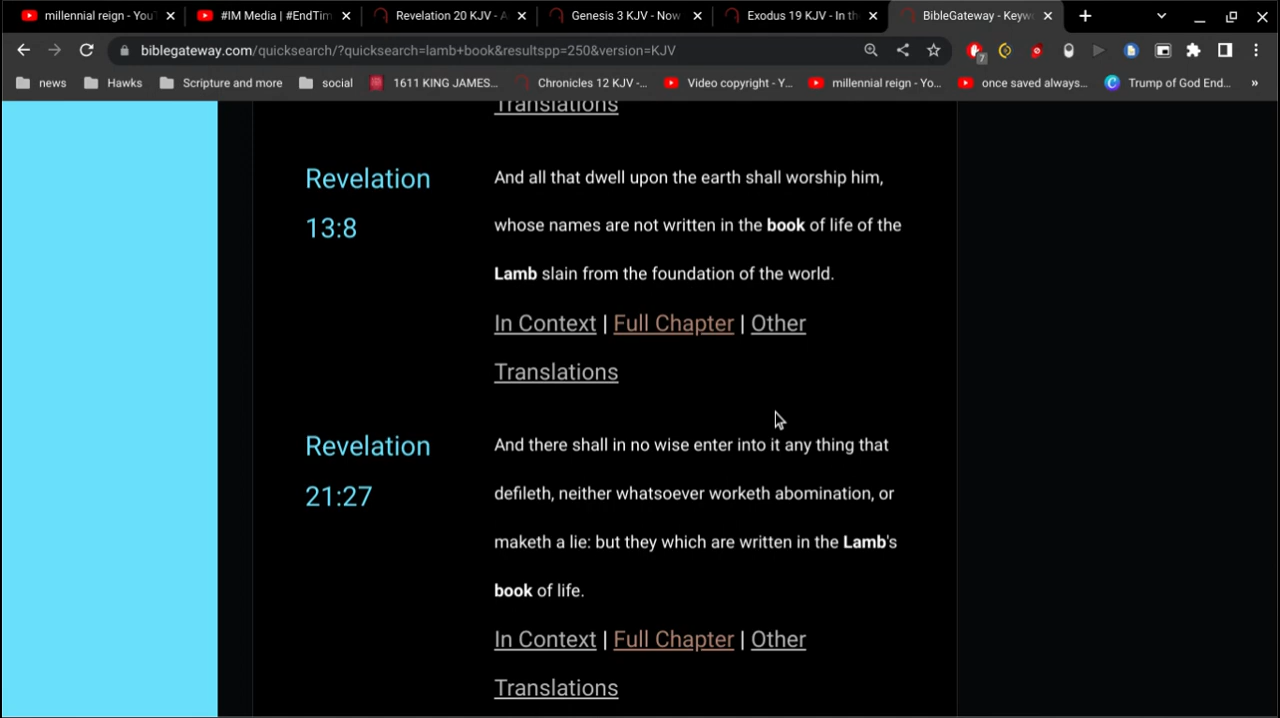 millennial reign - You
#IM Media | #EndTim
Revelation 20 KJV - A
Genesis 3 KJV - Now
Exodus 19 KJV - In th
BibleGateway - Keyw
biblegateway.com/quicksearch/?quicksearch=lamb+book&resultspp=250&version=KJV
7
news
Hawks
Scripture and more
social
1611 KING JAMES...
Chronicles 12 KJV -...
Video copyright - Y...
millennial reign - Yo...
once saved always...
Trump of God End...
»
Translations
Revelation
13:8
And all that dwell upon the earth shall worship him,
whose names are not written in the book of life of the
Lamb slain from the foundation of the world.
In Context | Full Chapter | Other
Translations
Revelation
21:27
And there shall in no wise enter into it any thing that
defileth, neither whatsoever worketh abomination, or
maketh a lie: but they which are written in the Lamb's
book of life.
In Context | Full Chapter | Other
Translations